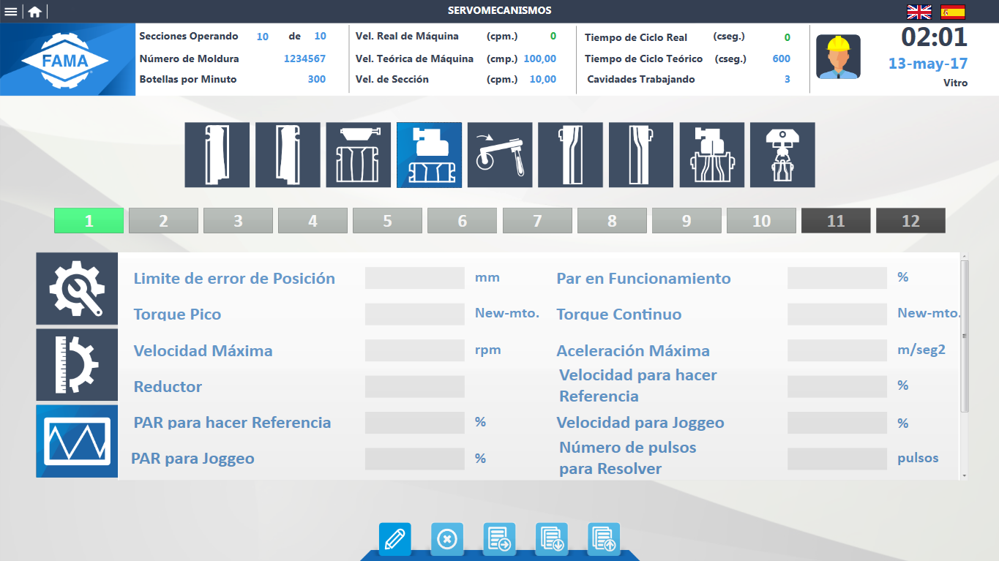 SERVOMECANISMOS
FAMA
Secciones Operando 10 de 10
Número de Moldura 1234567
Botellas por Minuto 300
Vel. Real de Máquina (cpm.) 0
Vel. Teórica de Máquina (cmp.) 100,00
Vel. de Sección (cpm.) 10,00
Tiempo de Ciclo Real (cseg.) 0
Tiempo de Ciclo Teórico (cseg.) 600
Cavidades Trabajando 3
02:01
13-may-17
Vitro
1 2 3 4 5 6 7 8 9 10 11 12
Limite de error de Posición mm
Par en Funcionamiento %
Torque Pico New-mto.
Torque Continuo New-mto.
Velocidad Máxima rpm
Aceleración Máxima m/seg2
Reductor
Velocidad para hacer
Referencia %
PAR para hacer Referencia %
Velocidad para Joggeo %
PAR para Joggeo %
Número de pulsos
para Resolver pulsos